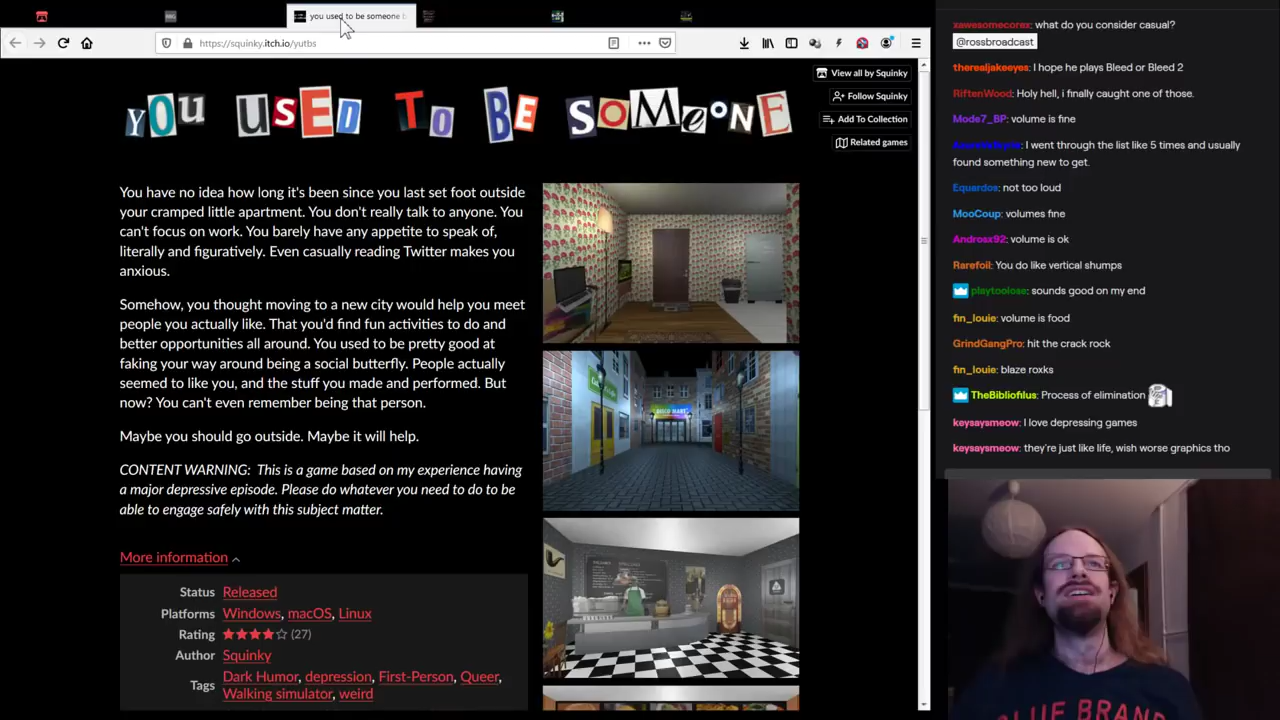 you used to be someone b
https://squinky.itch.io/yutbs
YOU USED TO BE SOMEONE
View all by Squinky
Follow Squinky
Add To Collection
Related games
You have no idea how long it's been since you last set foot outside
your cramped little apartment. You don't really talk to anyone. You
can't focus on work. You barely have any appetite to speak of,
literally and figuratively. Even casually reading Twitter makes you
anxious.
Somehow, you thought moving to a new city would help you meet
people you actually like. That you'd find fun activities to do and
better opportunities all around. You used to be pretty good at
faking your way around being a social butterfly. People actually
seemed to like you, and the stuff you made and performed. But
now? You can't even remember being that person.
Maybe you should go outside. Maybe it will help.
CONTENT WARNING: This is a game based on my experience having
a major depressive episode. Please do whatever you need to do to be
able to engage safely with this subject matter.
More information
Status Released
Platforms Windows, macOS, Linux
Rating (27)
Author Squinky
Tags Dark Humor, depression, First-Person, Queer,
Walking simulator, weird
DISCO MART
xawesomecorex: what do you consider casual?
@rossbroadcast
therealjakeeyes: I hope he plays Bleed or Bleed 2
RiftenWood: Holy hell, i finally caught one of those.
Mode7_BP: volume is fine
I went through the list like 5 times and usually
found something new to get.
Equardos: not too loud
MooCoup: volumes fine
Androsx92: volume is ok
Rarefoil: You do like vertical shumps
playtoolose: sounds good on my end
fin_louie: volume is food
GrindGangPro: hit the crack rock
fin_louie: blaze roxks
TheBibliofilus: Process of elimination
keysaysmeow: I love depressing games
keysaysmeow: they're just like life, wish worse graphics tho
BLUE BRAND